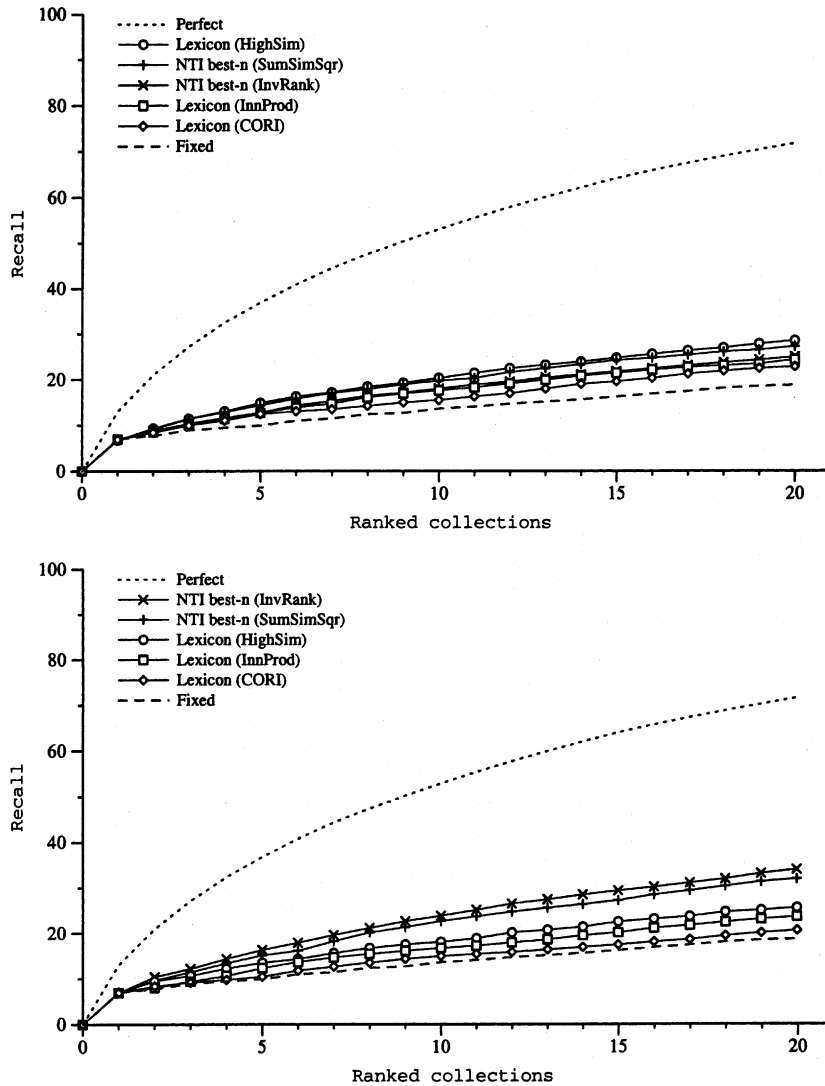 100
80
60
40
20
0
Recall
Perfect
Lexicon (HighSim)
NTI best-n (SumSimSqr)
NTI best-n (InvRank)
Lexicon (InnProd)
Lexicon (CORI)
Fixed
0 5 10 15 20
Ranked collections
100
80
60
40
20
0
Recall
Perfect
NTI best-n (InvRank)
NTI best-n (SumSimSqr)
Lexicon (HighSim)
Lexicon (InnProd)
Lexicon (CORI)
Fixed
0 5 10 15 20
Ranked collections